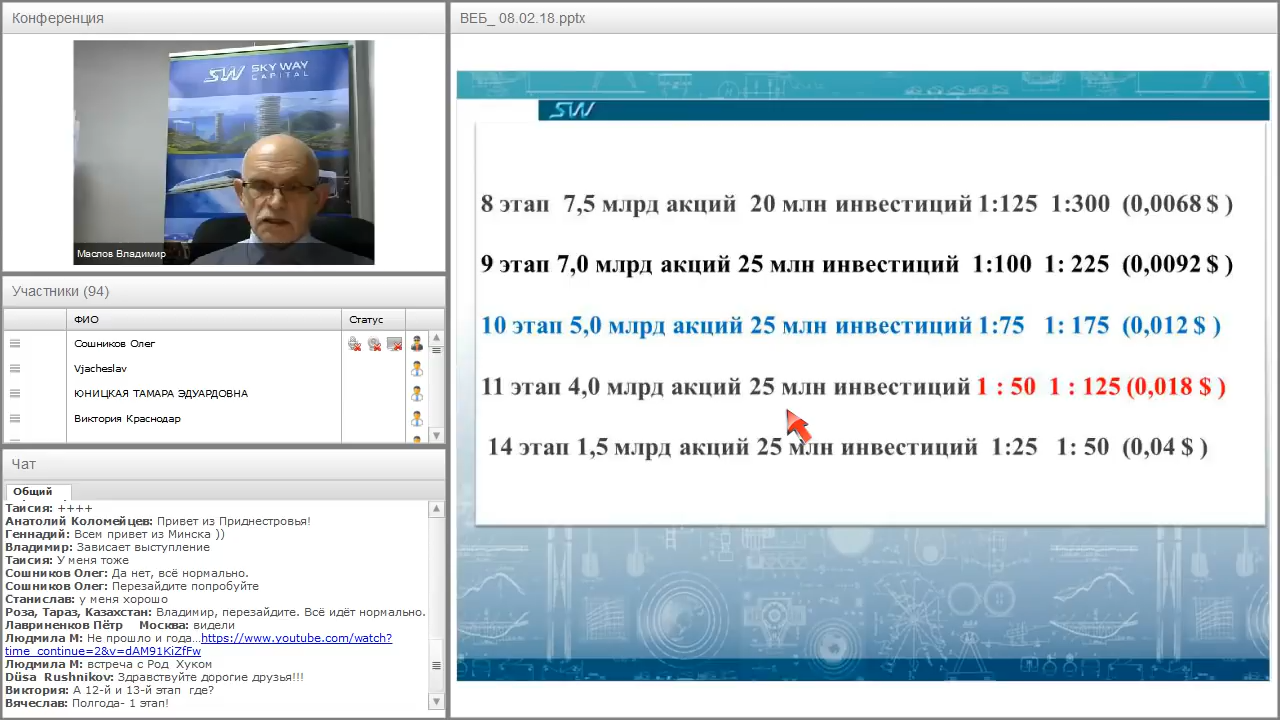 Конференция
SW SKY WAY
CAPITAL
Маслов Владимир
Участники (94)
ФИО
Статус
Сошников Олег
Vjacheslav
ЮНИЦКАЯ ТАМАРА ЭДУАРДОВНА
Виктория Краснодар
Чат
Общий
Таисия: ++++
Анатолий Коломейцев: Привет из Приднестровья!
Геннадий: Всем привет из Минска ))
Владимир: Зависает выступление
Таисия: У меня тоже
Сошников Олег: Да нет, всё нормально.
Сошников Олег: Перезайдите попробуйте
Станислав: у меня хорошо
Роза, Тараз, Казахстан: Владимир, перезайдите. Всё идёт нормально.
Лавриненков Пётр Москва: видели
Людмила М: Не прошло и года...https://www.youtube.com/watch?
time_continue=2&v=dAM91KiZfFw
Людмила М: встреча с Род Хуком
Düsa Rushnikov: Здравствуйте дорогие друзья!!!
Виктория: А 12-й и 13-й этап где?
Вячеслав: Полгода- 1 этап!
ВЕБ_ 08.02.18.pptx
SW
8 этап 7,5 млрд акций 20 млн инвестиций 1:125 1:300 (0,0068 $ )
9 этап 7,0 млрд акций 25 млн инвестиций 1:100 1: 225 (0,0092 $ )
10 этап 5,0 млрд акций 25 млн инвестиций 1:75 1: 175 (0,012 $ )
11 этап 4,0 млрд акций 25 млн инвестиций 1 : 50 1 : 125 (0,018 $ )
14 этап 1,5 млрд акций 25 млн инвестиций 1:25 1: 50 (0,04 $ )